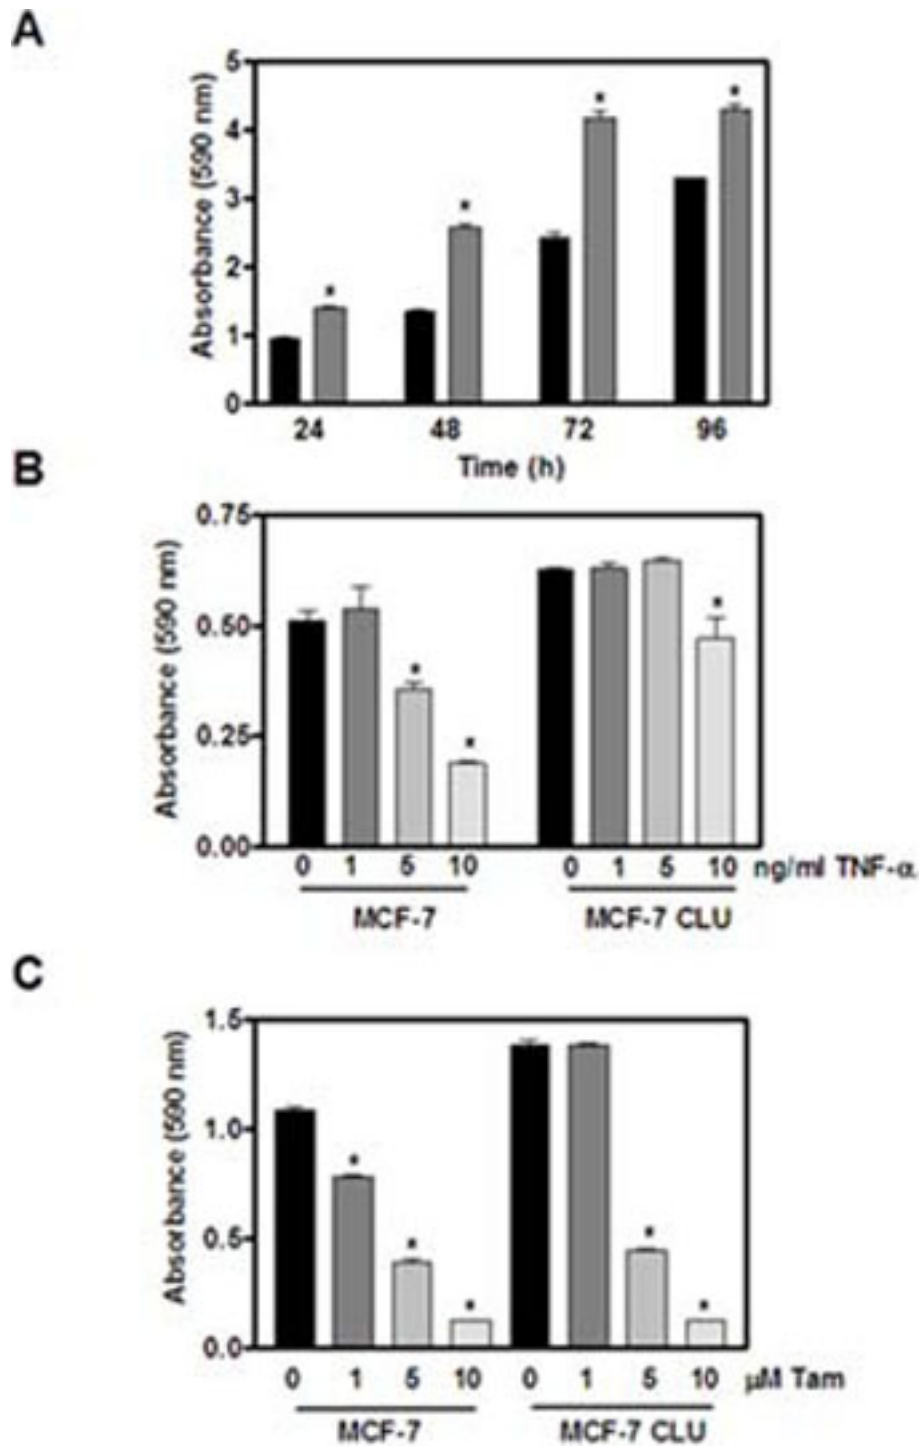 A
Absorbance (590 nm)
5
4
3
2
1
0
* * * *
24 48 72 96
Time (h)
B
Absorbance (590 nm)
0.75
0.50
0.25
0.00
* * *
0 1 5 10 0 1 5 10 ng/ml TNF-α
MCF-7 MCF-7 CLU
C
Absorbance (590 nm)
1.5
1.0
0.5
0.0
* * * * *
0 1 5 10 0 1 5 10 µM Tam
MCF-7 MCF-7 CLU